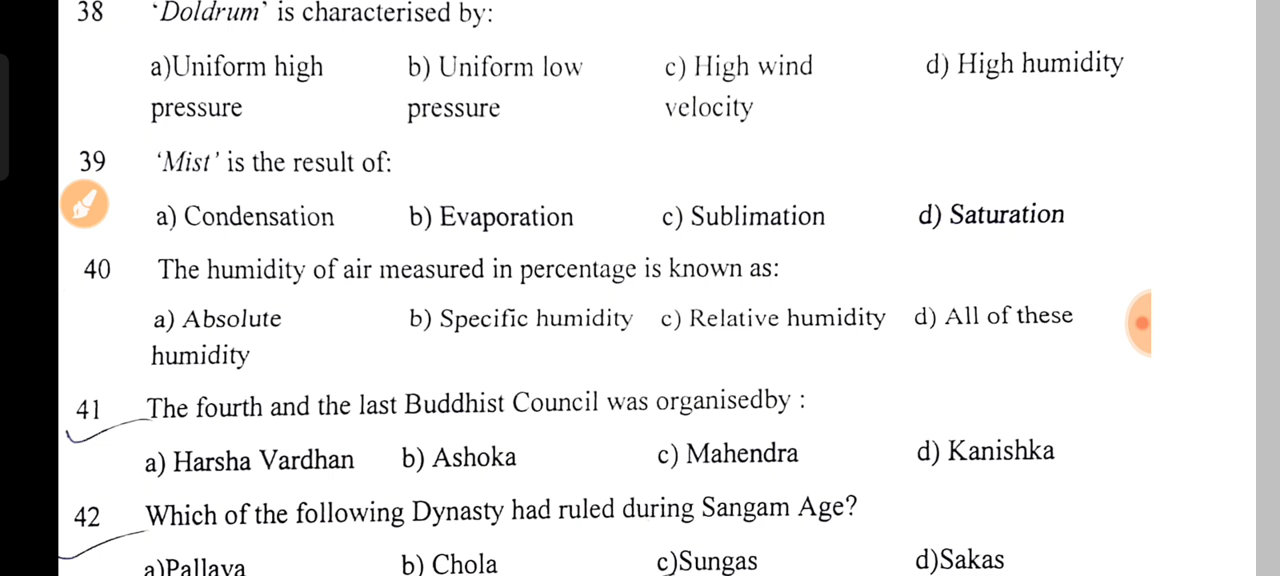 38 ‘Doldrum’ is characterised by:
a)Uniform high b) Uniform low c) High wind d) High humidity
pressure pressure velocity
39 ‘Mist’ is the result of:
a) Condensation b) Evaporation c) Sublimation d) Saturation
40 The humidity of air measured in percentage is known as:
a) Absolute b) Specific humidity c) Relative humidity d) All of these
humidity
41 The fourth and the last Buddhist Council was organisedby :
a) Harsha Vardhan b) Ashoka c) Mahendra d) Kanishka
42 Which of the following Dynasty had ruled during Sangam Age?
a)Pallava b) Chola c)Sungas d)Sakas